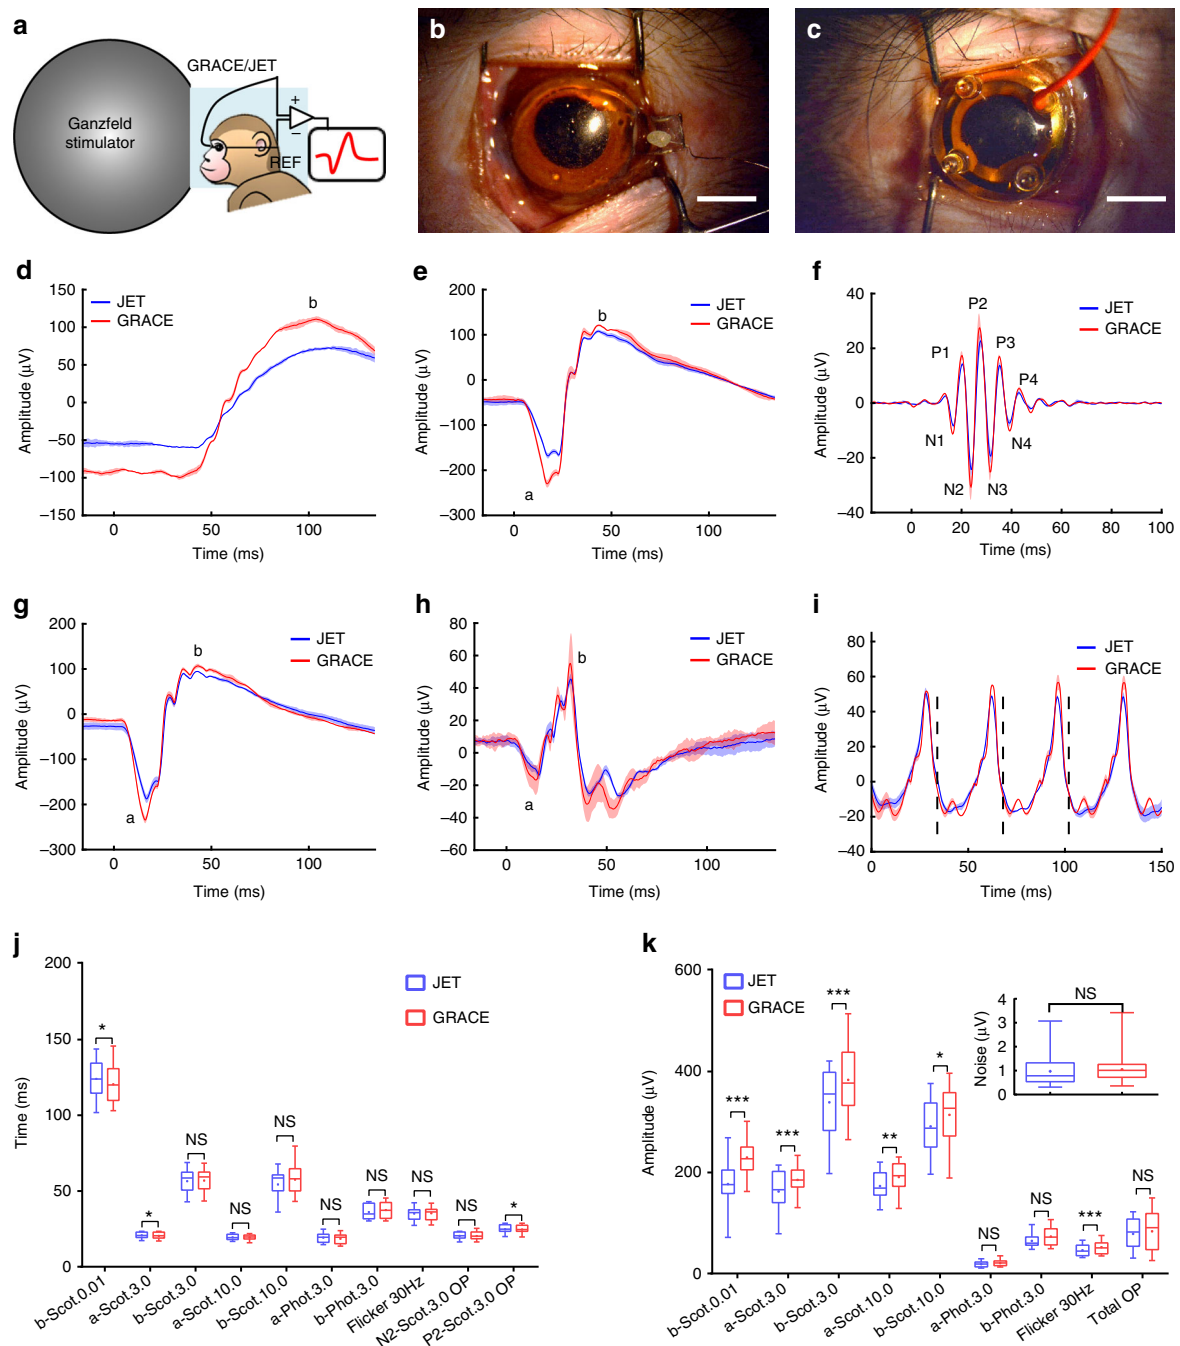 a
GRACE/JET
Ganzfeld
stimulator
+
−
REF
b
c
d
JET
GRACE
b
Amplitude (µV)
150
100
50
0
−50
−100
−150
0
50
100
Time (ms)
e
JET
GRACE
b
a
Amplitude (µV)
200
100
0
−100
−200
−300
0
50
100
Time (ms)
f
JET
GRACE
P2
P1
P3
P4
N1
N4
N2
N3
Amplitude (µV)
40
20
0
−20
−40
0
20
40
60
80
100
Time (ms)
g
JET
GRACE
b
a
Amplitude (µV)
200
100
0
−100
−200
−300
0
50
100
Time (ms)
h
JET
GRACE
b
a
Amplitude (µV)
80
60
40
20
0
−20
−40
−60
0
50
100
Time (ms)
i
JET
GRACE
Amplitude (µV)
80
60
40
20
0
−20
−40
0
50
100
150
Time (ms)
j
JET
GRACE
Time (ms)
200
150
100
50
0
*
*
NS
NS
NS
NS
NS
NS
NS
*
b-Scot.0.01
a-Scot.3.0
b-Scot.3.0
a-Scot.10.0
b-Scot.10.0
a-Phot.3.0
b-Phot.3.0
Flicker 30Hz
N2-Scot.3.0 OP
P2-Scot.3.0 OP
k
JET
GRACE
Amplitude (µV)
600
400
200
0
***
***
***
**
*
NS
NS
***
NS
b-Scot.0.01
a-Scot.3.0
b-Scot.3.0
a-Scot.10.0
b-Scot.10.0
a-Phot.3.0
b-Phot.3.0
Flicker 30Hz
Total OP
NS
Noise (µV)
4
3
2
1
0